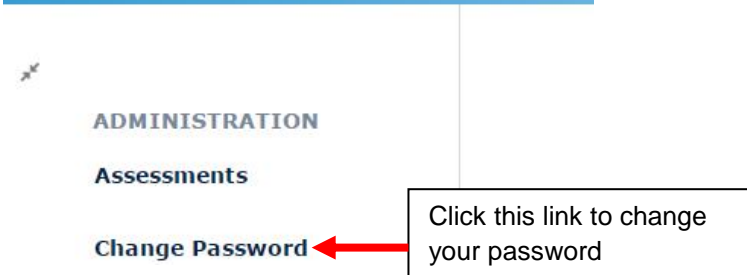 ADMINISTRATION
Assessments
Change Password
Click this link to change
your password